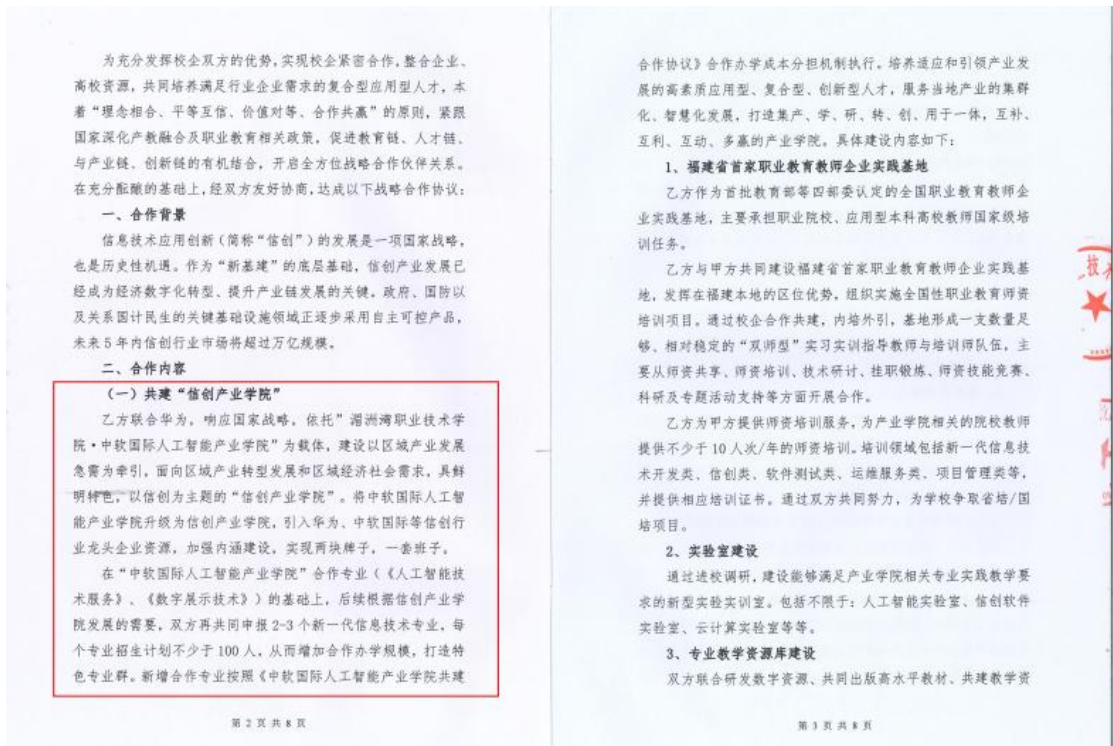 为充分发挥校企双方的优势,实现校企紧密合作,整合企业、
高校资源，共同培养满足行业企业需求的复合型应用型人才，本
着“理念相合、平等互信、价值对等、合作共赢”的原则，紧跟
国家深化产教融合及职业教育相关政策，促进教育链、人才链、
与产业链、创新链的有机结合，开启全方位战略合作伙伴关系。
在充分酝酿的基础上,经双方友好协商,达成以下战略合作协议：
一、合作背景
信息技术应用创新（简称“信创”）的发展是一项国家战略，
也是历史性机遇。作为“新基建”的底层基础，信创产业发展已
经成为经济数字化转型、提升产业链发展的关键。政府、国防以
及关系国计民生的关键基础设施领域正逐步采用自主可控产品，
未来 5 年内信创行业市场将超过万亿规模。
二、合作内容
（一）共建“信创产业学院”
乙方联合华为，响应国家战略，依托”湄洲湾职业技术学
院·中软国际人工智能产业学院”为载体，建设以区域产业发展
急需为牵引，面向区域产业转型发展和区域经济社会需求，具鲜
明特色，以信创为主题的“信创产业学院”。将中软国际人工智
能产业学院升级为信创产业学院，引入华为、中软国际等信创行
业龙头企业资源，加强内涵建设，实现两块牌子，一套班子。
在“中软国际人工智能产业学院”合作专业（《人工智能技
术服务》、《数字展示技术》）的基础上，后续根据信创产业学
院发展的需要，双方再共同申报 2-3 个新一代信息技术专业，每
个专业招生计划不少于 100 人，从而增加合作办学规模，打造特
色专业群。新增合作专业按照《中软国际人工智能产业学院共建
第 2 页 共 8 页
合作协议》合作办学成本分担机制执行。培养适应和引领产业发
展的高素质应用型、复合型、创新型人才，服务当地产业的集群
化、智慧化发展，打造集产、学、研、转、创、用于一体，互补、
互利、互动、多赢的产业学院。具体建设内容如下：
1、福建省首家职业教育教师企业实践基地
乙方作为首批教育部等四部委认定的全国职业教育教师企
业实践基地，主要承担职业院校、应用型本科高校教师国家级培
训任务。
乙方与甲方共同建设福建省首家职业教育教师企业实践基
地，发挥在福建本地的区位优势，组织实施全国性职业教育师资
培训项目。通过校企合作共建，内培外引，基地形成一支数量足
够、相对稳定的“双师型”实习实训指导教师与培训师队伍，主
要从师资共享、师资培训、技术研讨、挂职锻炼、师资技能竞赛、
科研及专题活动支持等方面开展合作。
乙方为甲方提供师资培训服务，为产业学院相关的院校教师
提供不少于 10 人次/年的师资培训。培训领域包括新一代信息技
术开发类、信创类、软件测试类、运维服务类、项目管理类等，
并提供相应培训证书。通过双方共同努力，为学校争取省培/国
培项目。
2、实验室建设
通过进校调研，建设能够满足产业学院相关专业实践教学要
求的新型实验实训室。包括不限于：人工智能实验室、信创软件
实验室、云计算实验室等等。
3、专业教学资源库建设
双方联合研发数字资源、共同出版高水平教材、共建教学资
第 3 页 共 8 页
技